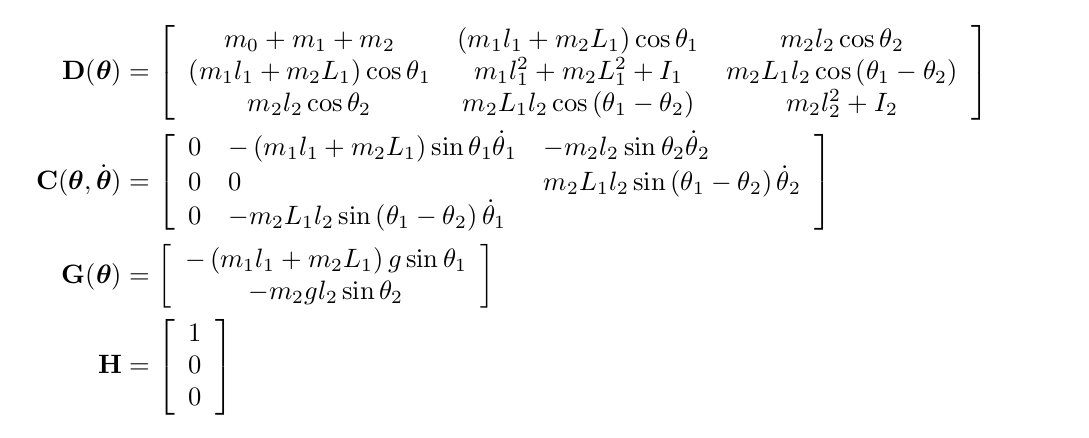 D(θ) = [ m₀ + m₁ + m₂   (m₁l₁ + m₂L₁) cos θ₁   m₂l₂ cos θ₂
(m₁l₁ + m₂L₁) cos θ₁   m₁l₁² + m₂L₁² + I₁   m₂L₁l₂ cos (θ₁ − θ₂)
m₂l₂ cos θ₂   m₂L₁l₂ cos (θ₁ − θ₂)   m₂l₂² + I₂ ]
C(θ, θ̇) = [ 0   − (m₁l₁ + m₂L₁) sin θ₁θ̇₁   −m₂l₂ sin θ₂θ̇₂
0   0   m₂L₁l₂ sin (θ₁ − θ₂) θ̇₂
0   −m₂L₁l₂ sin (θ₁ − θ₂) θ̇₁ ]
G(θ) = [ − (m₁l₁ + m₂L₁) g sin θ₁
−m₂gl₂ sin θ₂ ]
H = [ 1
0
0 ]